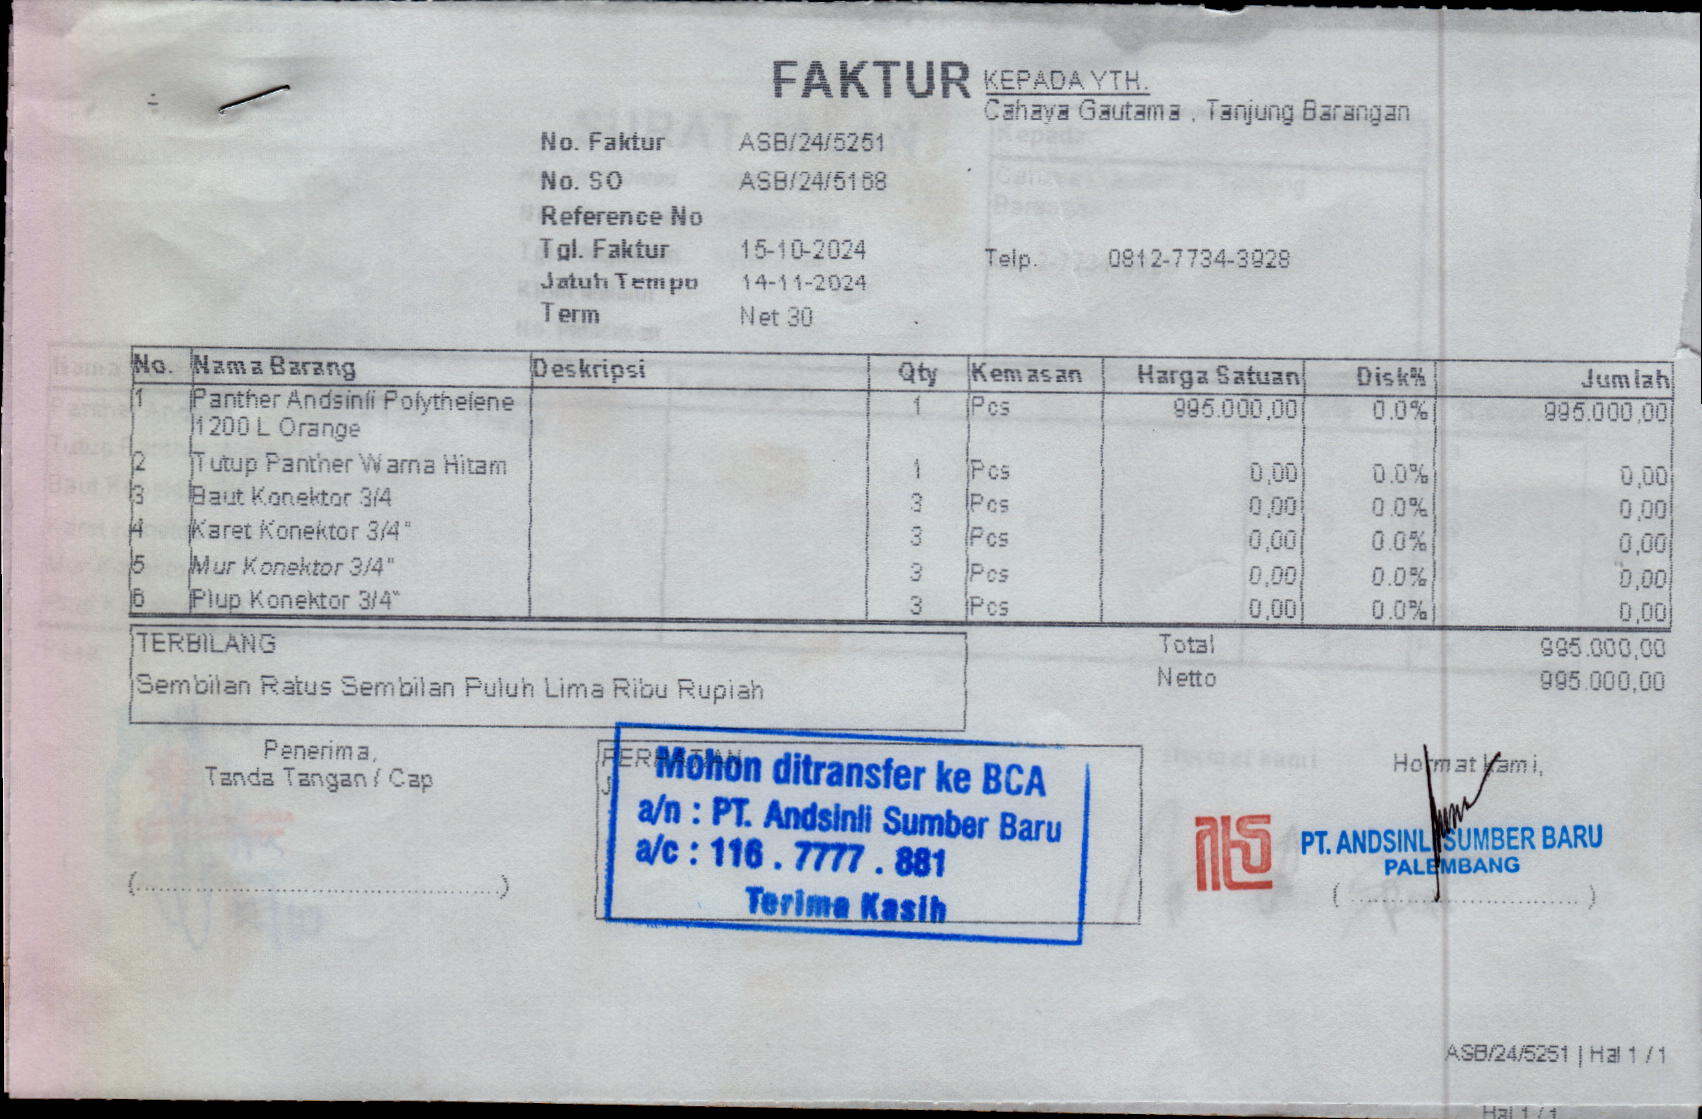 FAKTUR
KEPADA YTH.
Cahaya Gautama , Tanjung Barangan
No. Faktur ASB/24/5251
No. SO ASB/24/5168
Reference No
Tgl. Faktur 15-10-2024
Telp. 0812-7734-3928
Jatuh Tempo 14-11-2024
Term Net 30
No. Nama Barang Deskripsi Qty Kemasan Harga Satuan Disk% Jumlah
1 Panther Andsinli Polythelene 1 Pcs 995.000,00 0.0% 995.000,00
1200 L Orange
2 Tutup Panther Warna Hitam 1 Pcs 0,00 0.0% 0,00
3 Baut Konektor 3/4 3 Pcs 0,00 0.0% 0,00
4 Karet Konektor 3/4" 3 Pcs 0,00 0.0% 0,00
5 Mur Konektor 3/4" 3 Pcs 0,00 0.0% 0,00
6 Plup Konektor 3/4" 3 Pcs 0,00 0.0% 0,00
TERBILANG
Sembilan Ratus Sembilan Puluh Lima Ribu Rupiah
Total 995.000,00
Netto 995.000,00
Penerima,
Tanda Tangan / Cap
Mohon ditransfer ke BCA
a/n : PT. Andsinli Sumber Baru
a/c : 116 . 7777 . 881
Terima Kasih
Hormat kami,
PT. ANDSINLI SUMBER BARU
PALEMBANG
ASB/24/5251 | Hal 1 / 1
Hal 1 / 1